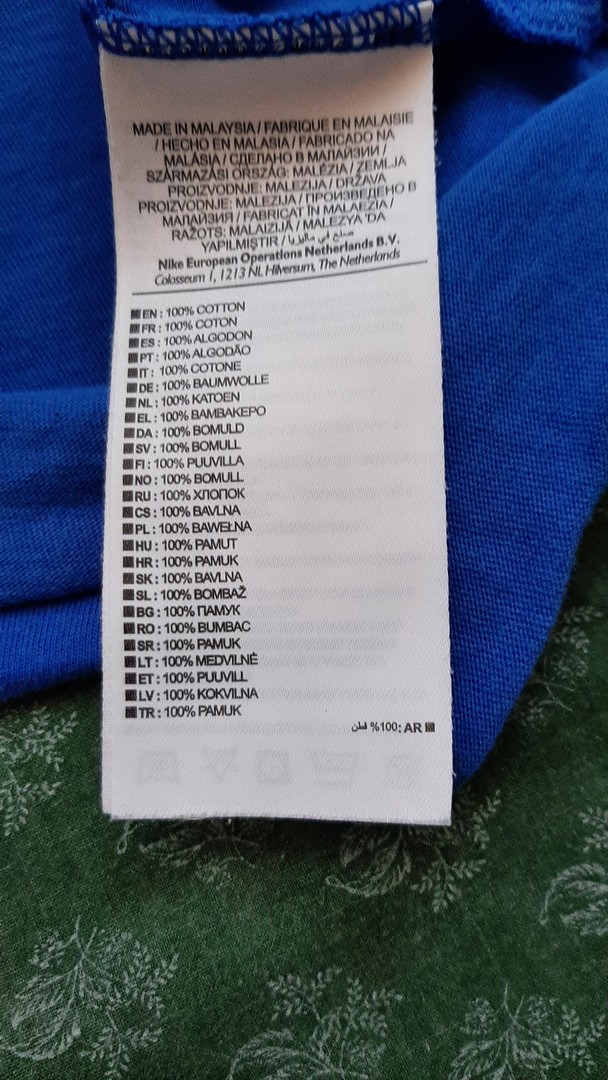 MADE IN MALAYSIA / FABRIQUE EN MALAISIE
/ HECHO EN MALASIA / FABRICADO NA
MALÁSIA / СДЕЛАНО В МАЛАЙЗИИ /
SZÁRMAZÁSI ORSZÁG: MALÉZIA / ZEMLJA
PROIZVODNJE: MALEZIJA / DRŽAVA
PROIZVODNJE: MALEZIJA / ПРОИЗВЕДЕНО В
МАЛАЙЗИЯ / FABRICAT ÎN MALAEZIA /
RAŽOTS: MALAIZIJĀ / MALEZYA 'DA
YAPILMIŞTIR / صنع في ماليزيا
Nike European Operations Netherlands B.V.
Colosseum 1, 1213 NL Hilversum, The Netherlands
EN : 100% COTTON
FR : 100% COTON
ES : 100% ALGODON
PT : 100% ALGODÃO
IT : 100% COTONE
DE : 100% BAUMWOLLE
NL : 100% KATOEN
EL : 100% ΒΑΜΒΑΚΕΡΟ
DA : 100% BOMULD
SV : 100% BOMULL
FI : 100% PUUVILLA
NO : 100% BOMULL
RU : 100% ХЛОПОК
CS : 100% BAVLNA
PL : 100% BAWEŁNA
HU : 100% PAMUT
HR : 100% PAMUK
SK : 100% BAVLNA
SL : 100% BOMBAŽ
BG : 100% ПАМУК
RO : 100% BUMBAC
SR : 100% PAMUK
LT : 100% MEDVILNĖ
ET : 100% PUUVILL
LV : 100% KOKVILNA
TR : 100% PAMUK
AR :100% قطن